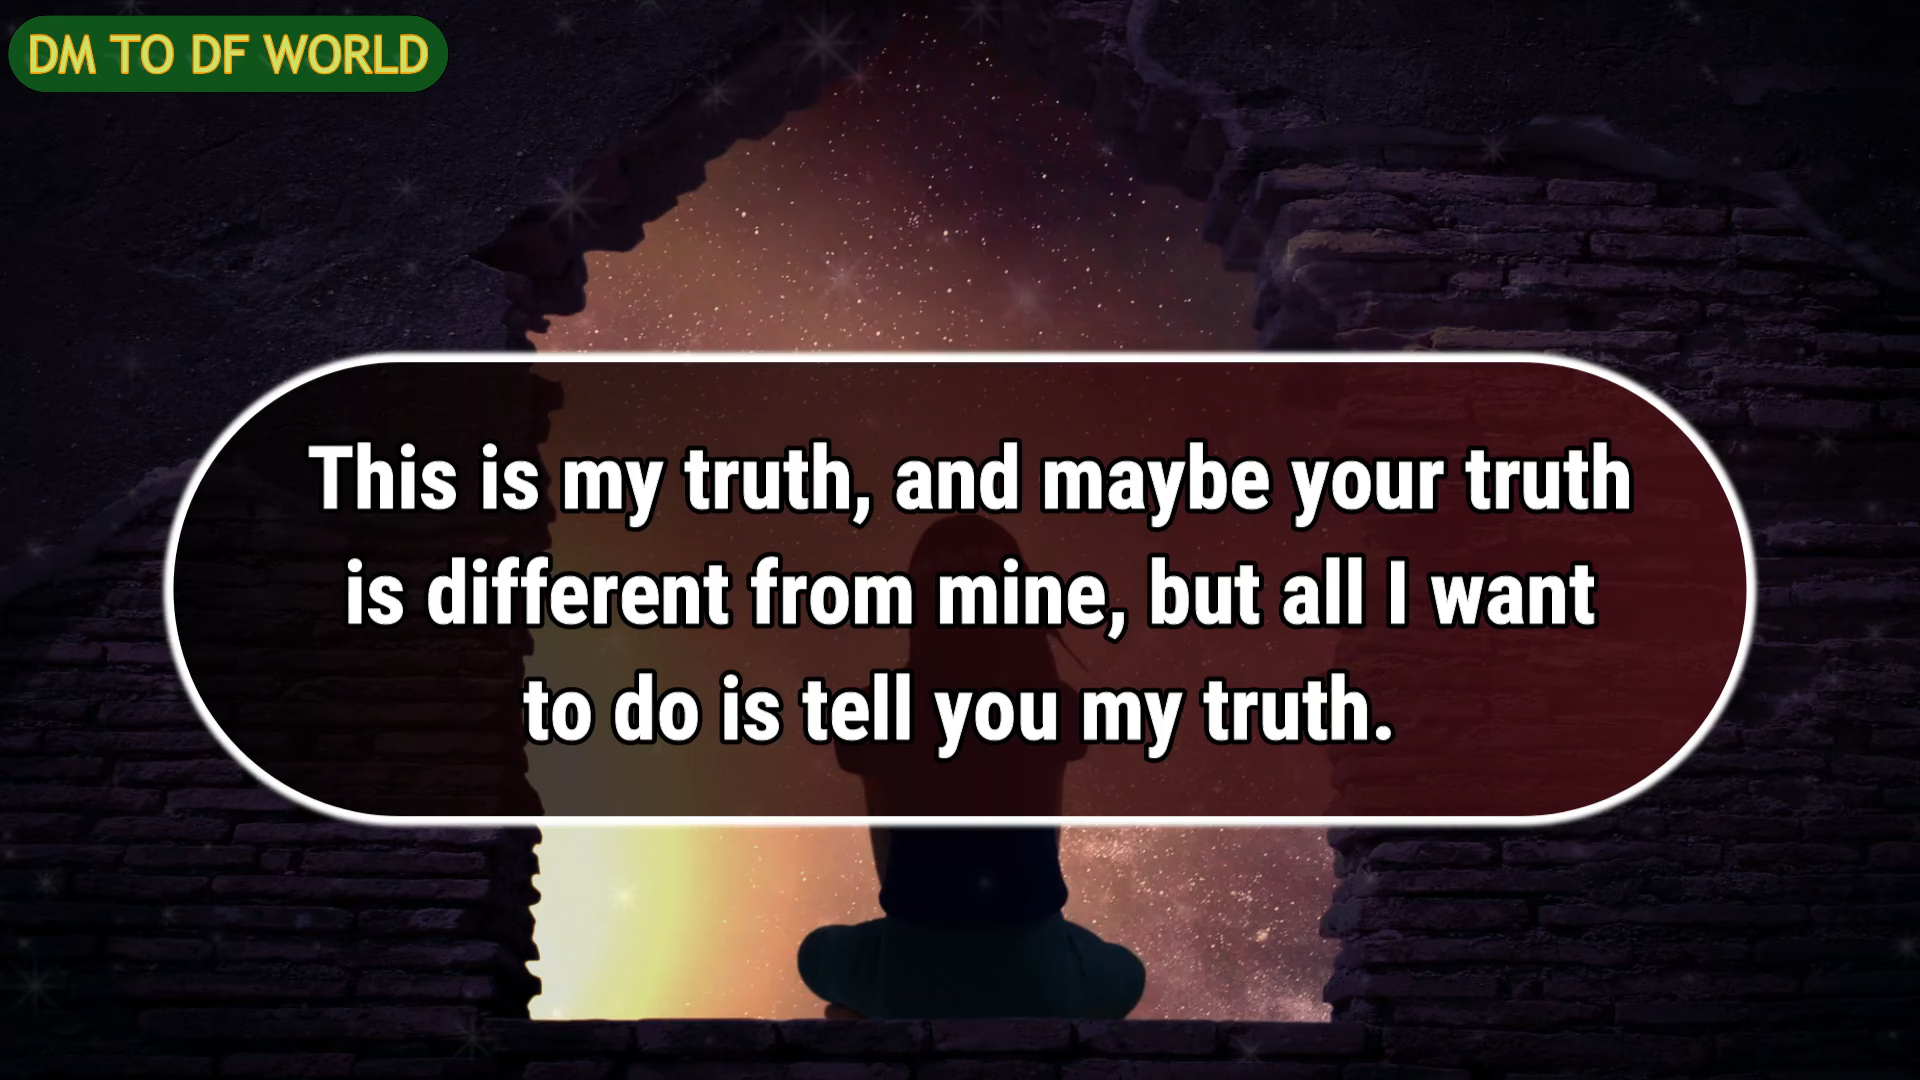 DM TO DF WORLD
This is my truth, and maybe your truth
is different from mine, but all I want
to do is tell you my truth.